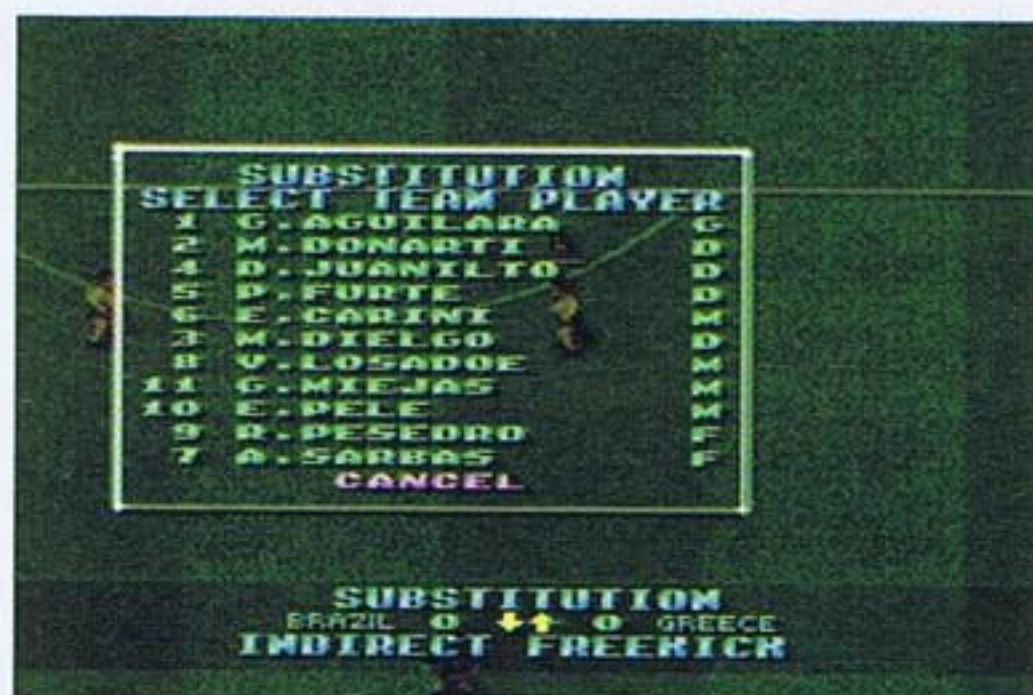 SUBSTITUTION
SELECT TEAM PLAYER
1 G.AGUILARA G
2 M.DONARTI D
4 D.JUANILTO D
5 P.FURTE D
6 E.CARINI M
3 M.DIELGO D
8 V.LOSADOE M
11 G.MIEJAS M
10 E.PELE M
9 R.PESEDRO F
7 A.SARBAS F
CANCEL
SUBSTITUTION
BRAZIL 0 0 GREECE
INDIRECT FREEKICK